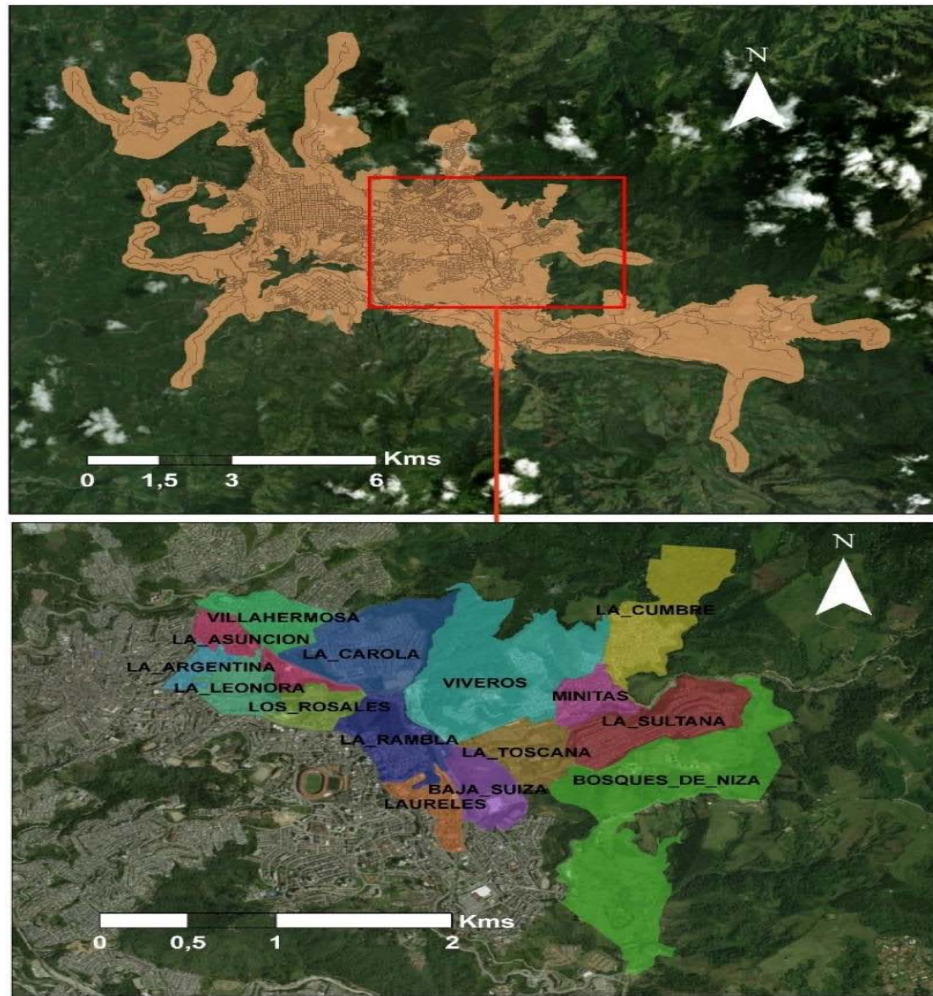 N
Kms
0 1,5 3 6
N
LA_CUMBRE
VILLAHERMOSA
LA_ASUNCION
LA_CAROLA
LA_ARGENTINA
VIVEROS
LA_LEONORA
MINITAS
LOS_ROSALES
LA_SULTANA
LA_RAMBLA
LA_TOSCANA
BOSQUES_DE_NIZA
BAJA_SUIZA
LAURELES
Kms
0 0,5 1 2